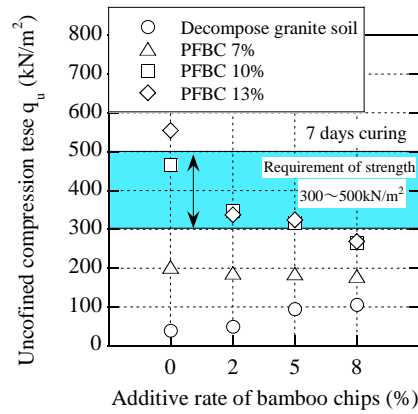 Decompose granite soil
PFBC 7%
PFBC 10%
PFBC 13%
7 days curing
Requirement of strength
300～500kN/m²
Uncofined compression tese q_u (kN/m²)
800
700
600
500
400
300
200
100
0
0 2 5 8
Additive rate of bamboo chips (%)